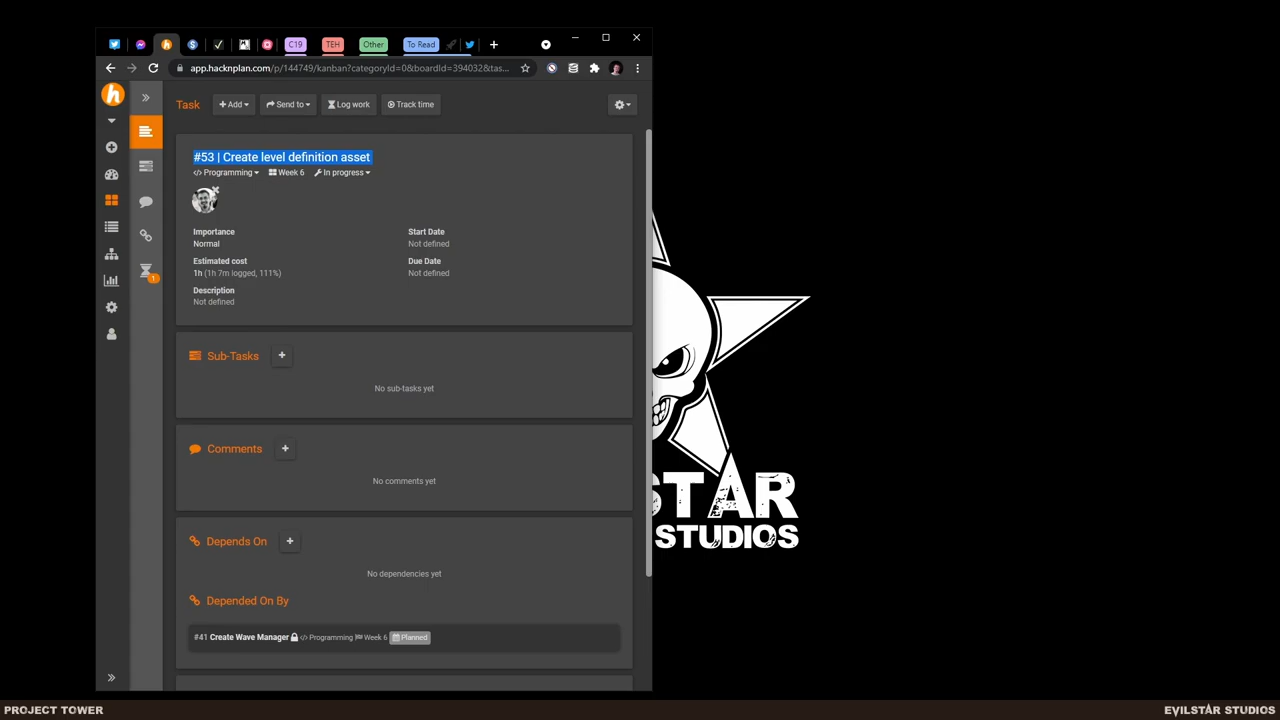 C19
TEH
Other
To Read
app.hacknplan.com/p/144749/kanban?categoryId=0&boardId=394032&tas...
Task
Add
Send to
Log work
Track time
#53 | Create level definition asset
</> Programming
Week 6
In progress
Importance
Normal
Start Date
Not defined
Estimated cost
1h (1h 7m logged, 111%)
Due Date
Not defined
Description
Not defined
1
Sub-Tasks
No sub-tasks yet
Comments
No comments yet
Depends On
No dependencies yet
Depended On By
#41 Create Wave Manager </> Programming Week 6 Planned
STAR
STUDIOS
PROJECT TOWER
EVILSTAR STUDIOS